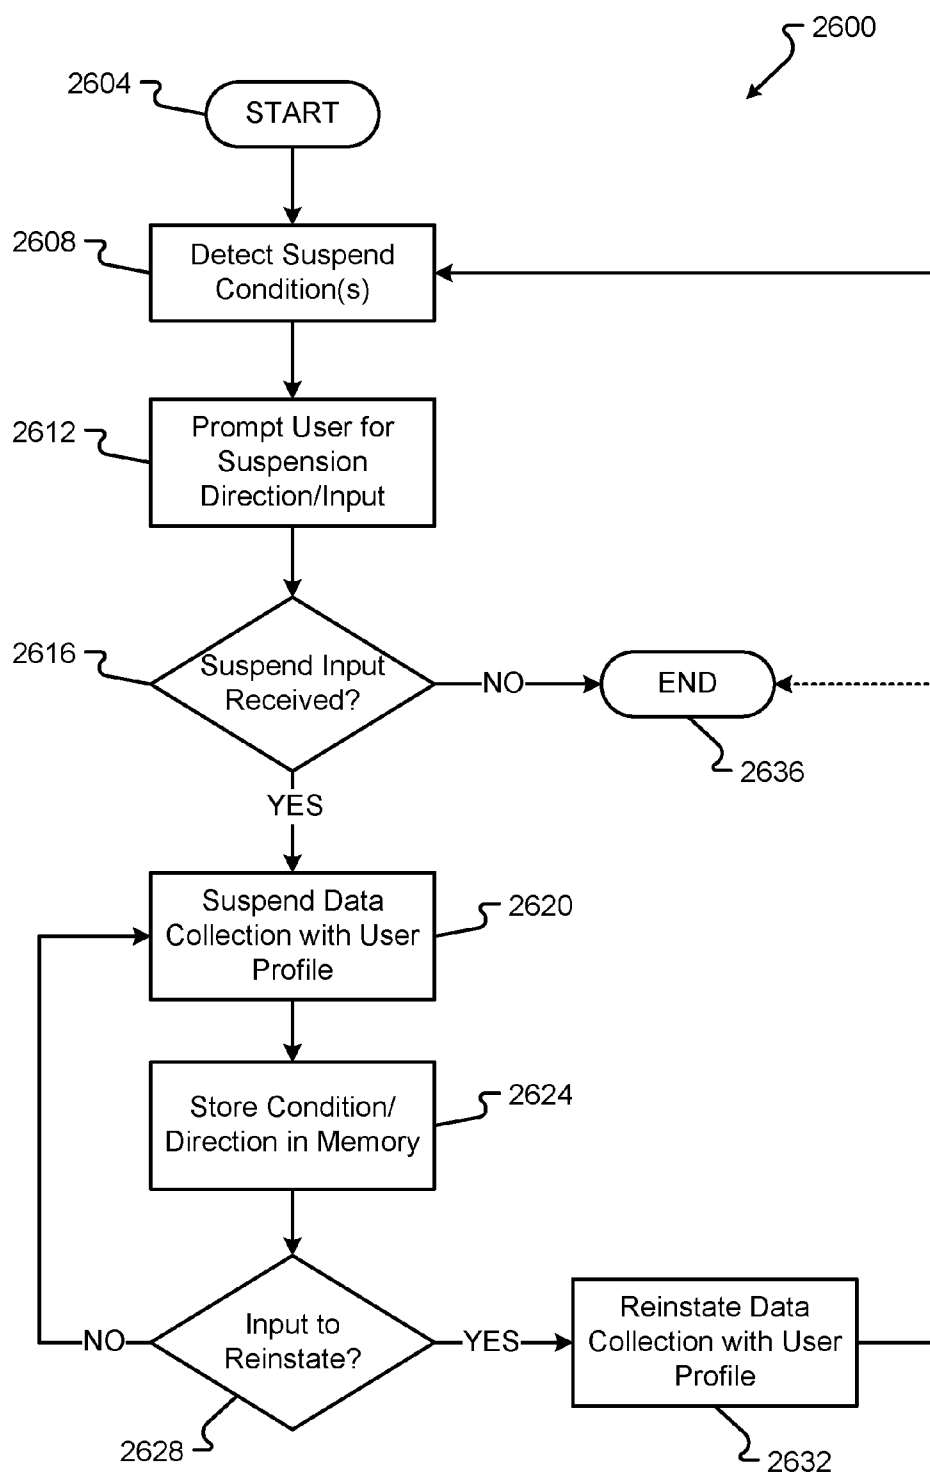 2600
2604
START
2608
Detect Suspend
Condition(s)
2612
Prompt User for
Suspension
Direction/Input
2616
Suspend Input
Received?
NO
END
2636
YES
Suspend Data
Collection with User
Profile
2620
Store Condition/
Direction in Memory
2624
Input to
Reinstate?
NO
YES
2628
Reinstate Data
Collection with User
Profile
2632